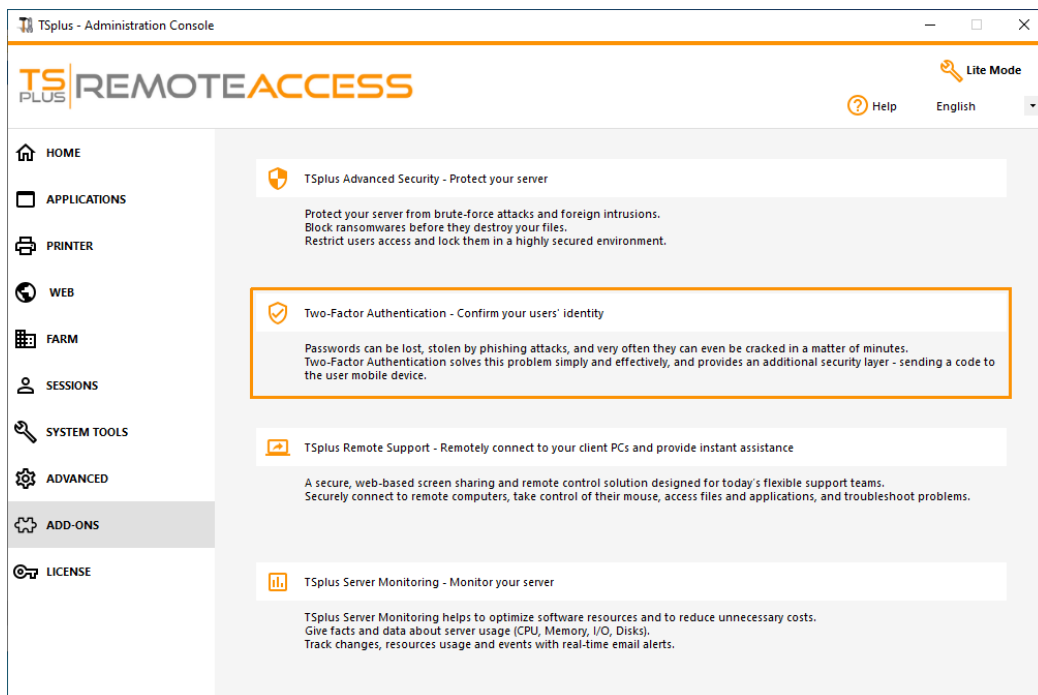 TSplus - Administration Console
TS PLUS REMOTEACCESS
Lite Mode
Help
English
HOME
APPLICATIONS
PRINTER
WEB
FARM
SESSIONS
SYSTEM TOOLS
ADVANCED
ADD-ONS
LICENSE
TSplus Advanced Security - Protect your server
Protect your server from brute-force attacks and foreign intrusions.
Block ransomwares before they destroy your files.
Restrict users access and lock them in a highly secured environment.
Two-Factor Authentication - Confirm your users' identity
Passwords can be lost, stolen by phishing attacks, and very often they can even be cracked in a matter of minutes.
Two-Factor Authentication solves this problem simply and effectively, and provides an additional security layer - sending a code to
the user mobile device.
TSplus Remote Support - Remotely connect to your client PCs and provide instant assistance
A secure, web-based screen sharing and remote control solution designed for today's flexible support teams.
Securely connect to remote computers, take control of their mouse, access files and applications, and troubleshoot problems.
TSplus Server Monitoring - Monitor your server
TSplus Server Monitoring helps to optimize software resources and to reduce unnecessary costs.
Give facts and data about server usage (CPU, Memory, I/O, Disks).
Track changes, resources usage and events with real-time email alerts.